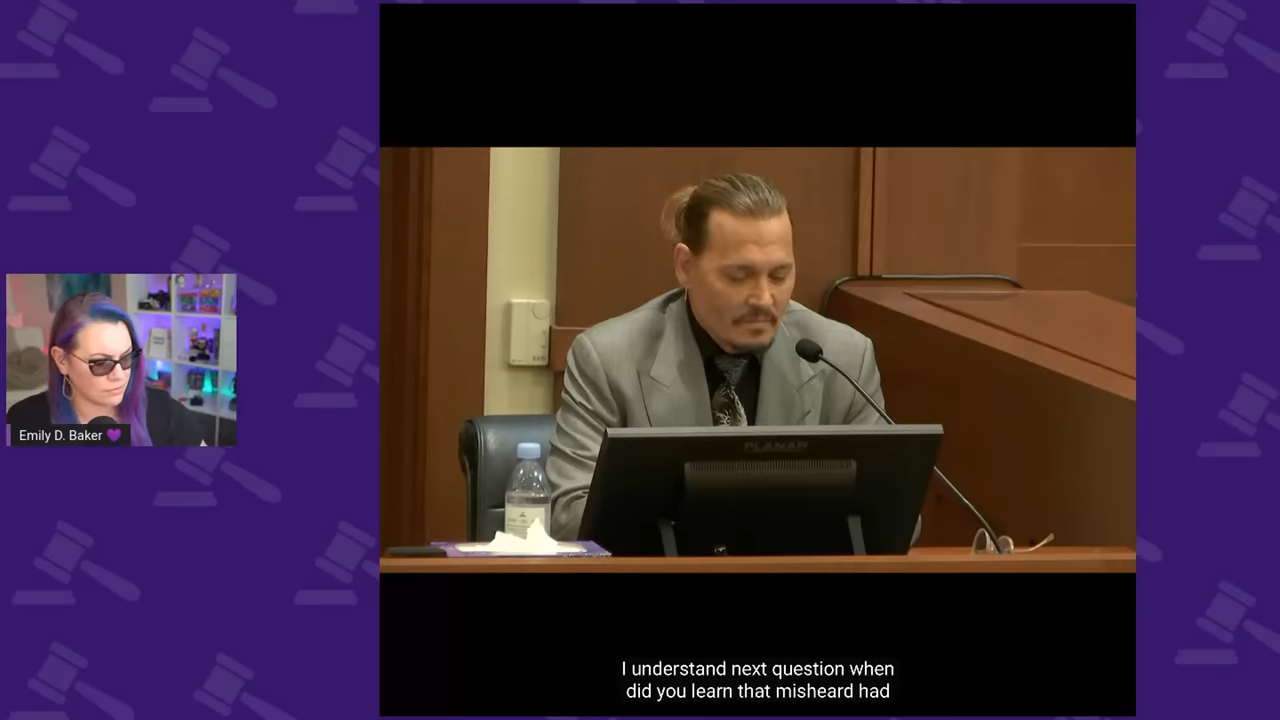 PLANAR
Emily D. Baker 💜
I understand next question when
did you learn that misheard had